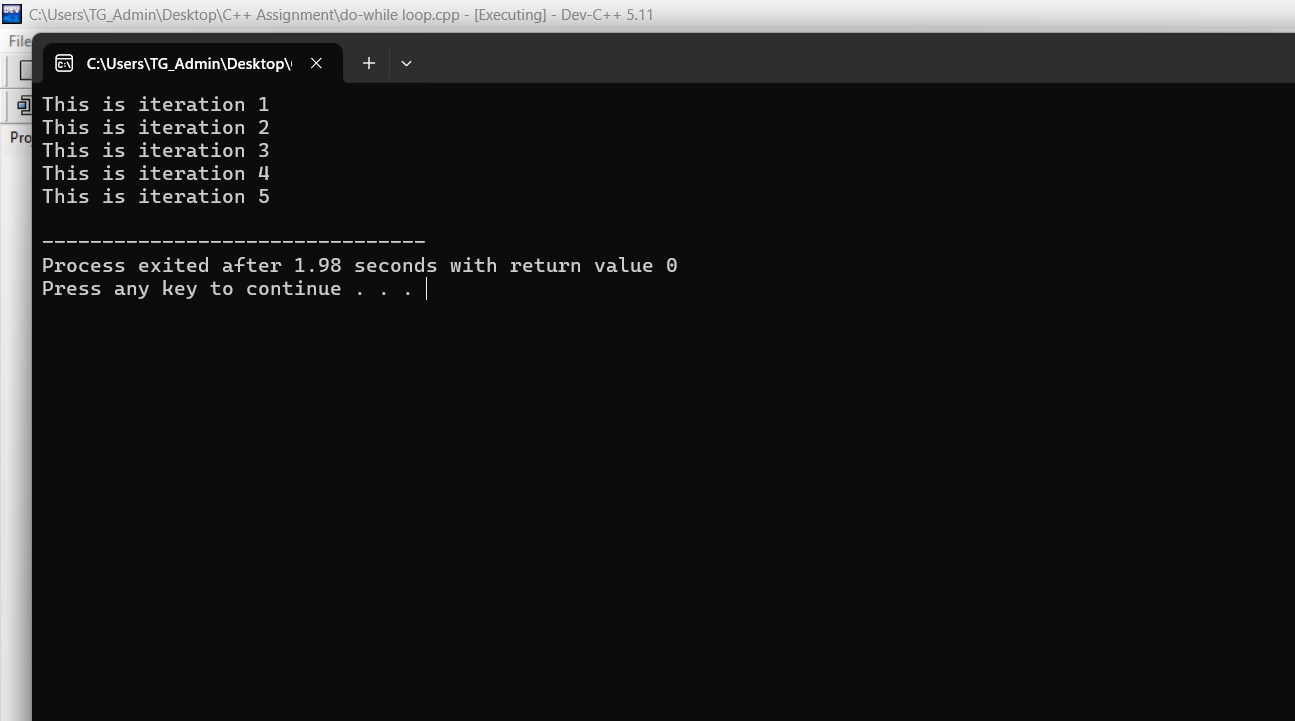 C:\Users\TG_Admin\Desktop\C++ Assignment\do-while loop.cpp - [Executing] - Dev-C++ 5.11
File
C:\Users\TG_Admin\Desktop\
This is iteration 1
This is iteration 2
This is iteration 3
This is iteration 4
This is iteration 5
--------------------------------
Process exited after 1.98 seconds with return value 0
Press any key to continue . . .